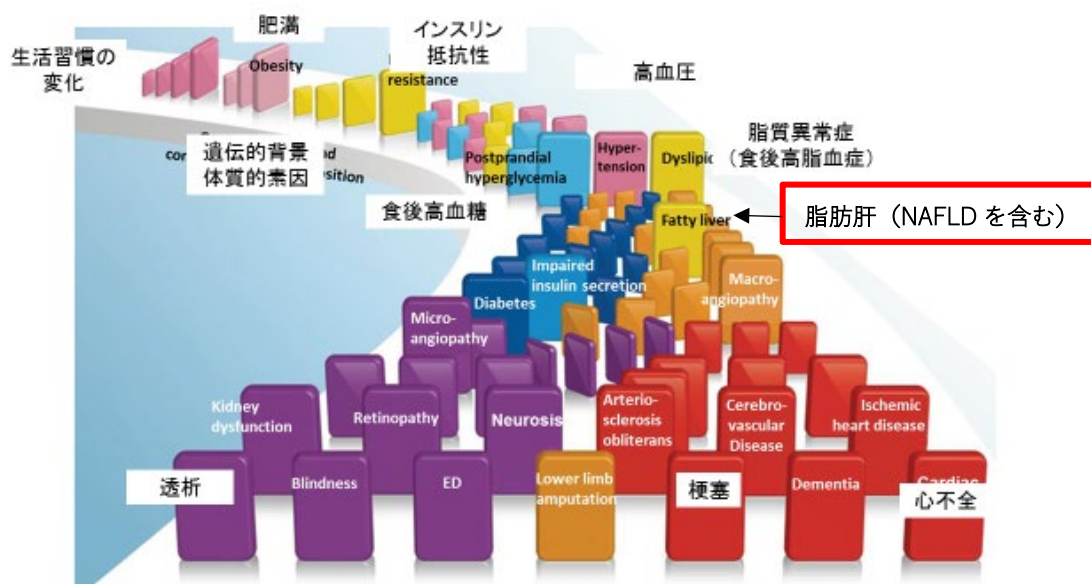 生活習慣の
変化
肥満
Obesity
インスリン
抵抗性
resistance
高血圧
遺伝的背景
体質的素因
Postprandial
hyperglycemia
食後高血糖
Hyper-
tension
Dyslipic
脂質異常症
（食後高脂血症）
Fatty liver
脂肪肝（NAFLD を含む）
Impaired
insulin secretion
Diabetes
Macro-
angiopathy
Micro-
angiopathy
Kidney
dysfunction
Retinopathy
Neurosis
Arterio-
sclerosis
obliterans
Cerebro-
vascular
Disease
Ischemic
heart disease
透析
Blindness
ED
Lower limb
amputation
梗塞
Dementia
Cardiac
心不全